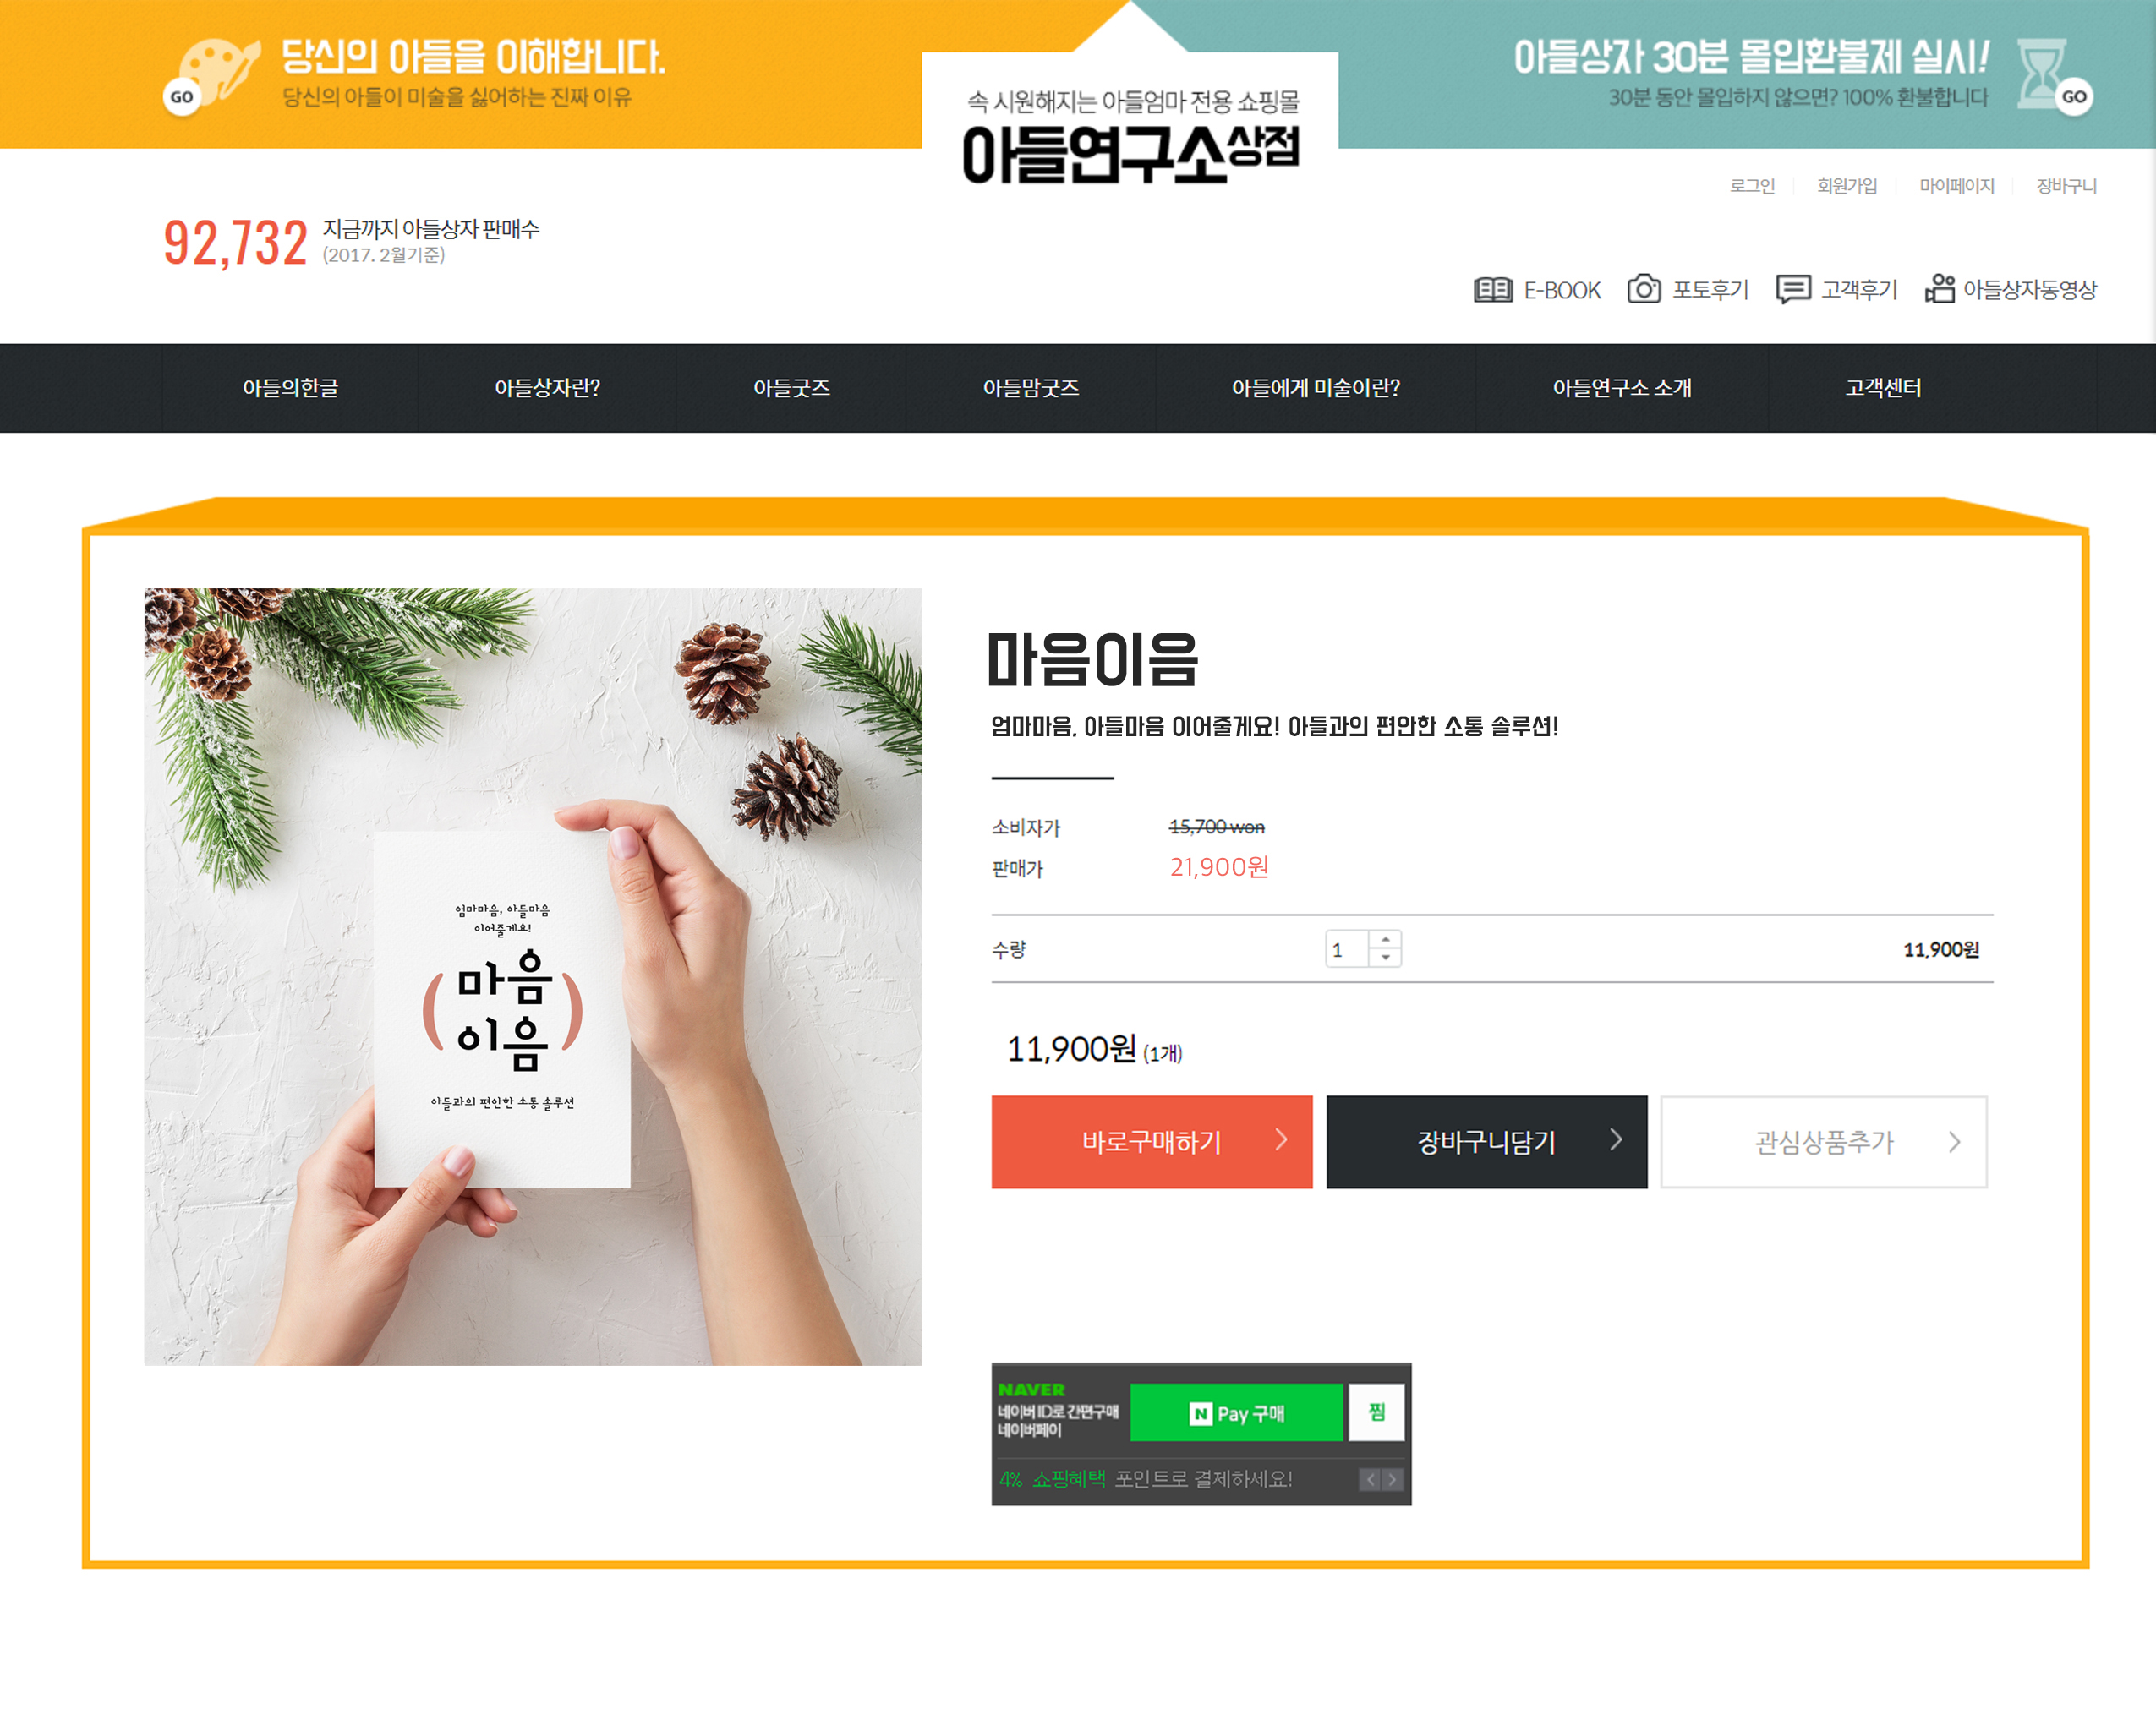 당신의 아들을 이해합니다.
당신의 아들이 미술을 싫어하는 진짜 이유
GO
속 시원해지는 아들엄마 전용 쇼핑몰
아들연구소상점
아들상자 30분 몰입환불제 실시!
30분 동안 몰입하지 않으면? 100% 환불합니다
GO
로그인 회원가입 마이페이지 장바구니
92,732 지금까지 아들상자 판매수
(2017. 2월기준)
E-BOOK 포토후기 고객후기 아들상자동영상
아들의한글 아들상자란? 아들굿즈 아들맘굿즈 아들에게 미술이란? 아들연구소 소개 고객센터
엄마마음, 아들마음
이어줄게요!
(마음
이음)
아들과의 편안한 소통 솔루션
마음이음
엄마마음, 아들마음 이어줄게요! 아들과의 편안한 소통 솔루션!
소비자가 15,700 won
판매가 21,900원
수량 1 11,900원
11,900원 (1개)
바로구매하기 장바구니담기 관심상품추가
NAVER
네이버 ID로 간편구매
네이버페이
N Pay 구매 찜
4% 쇼핑혜택 포인트로 결제하세요!